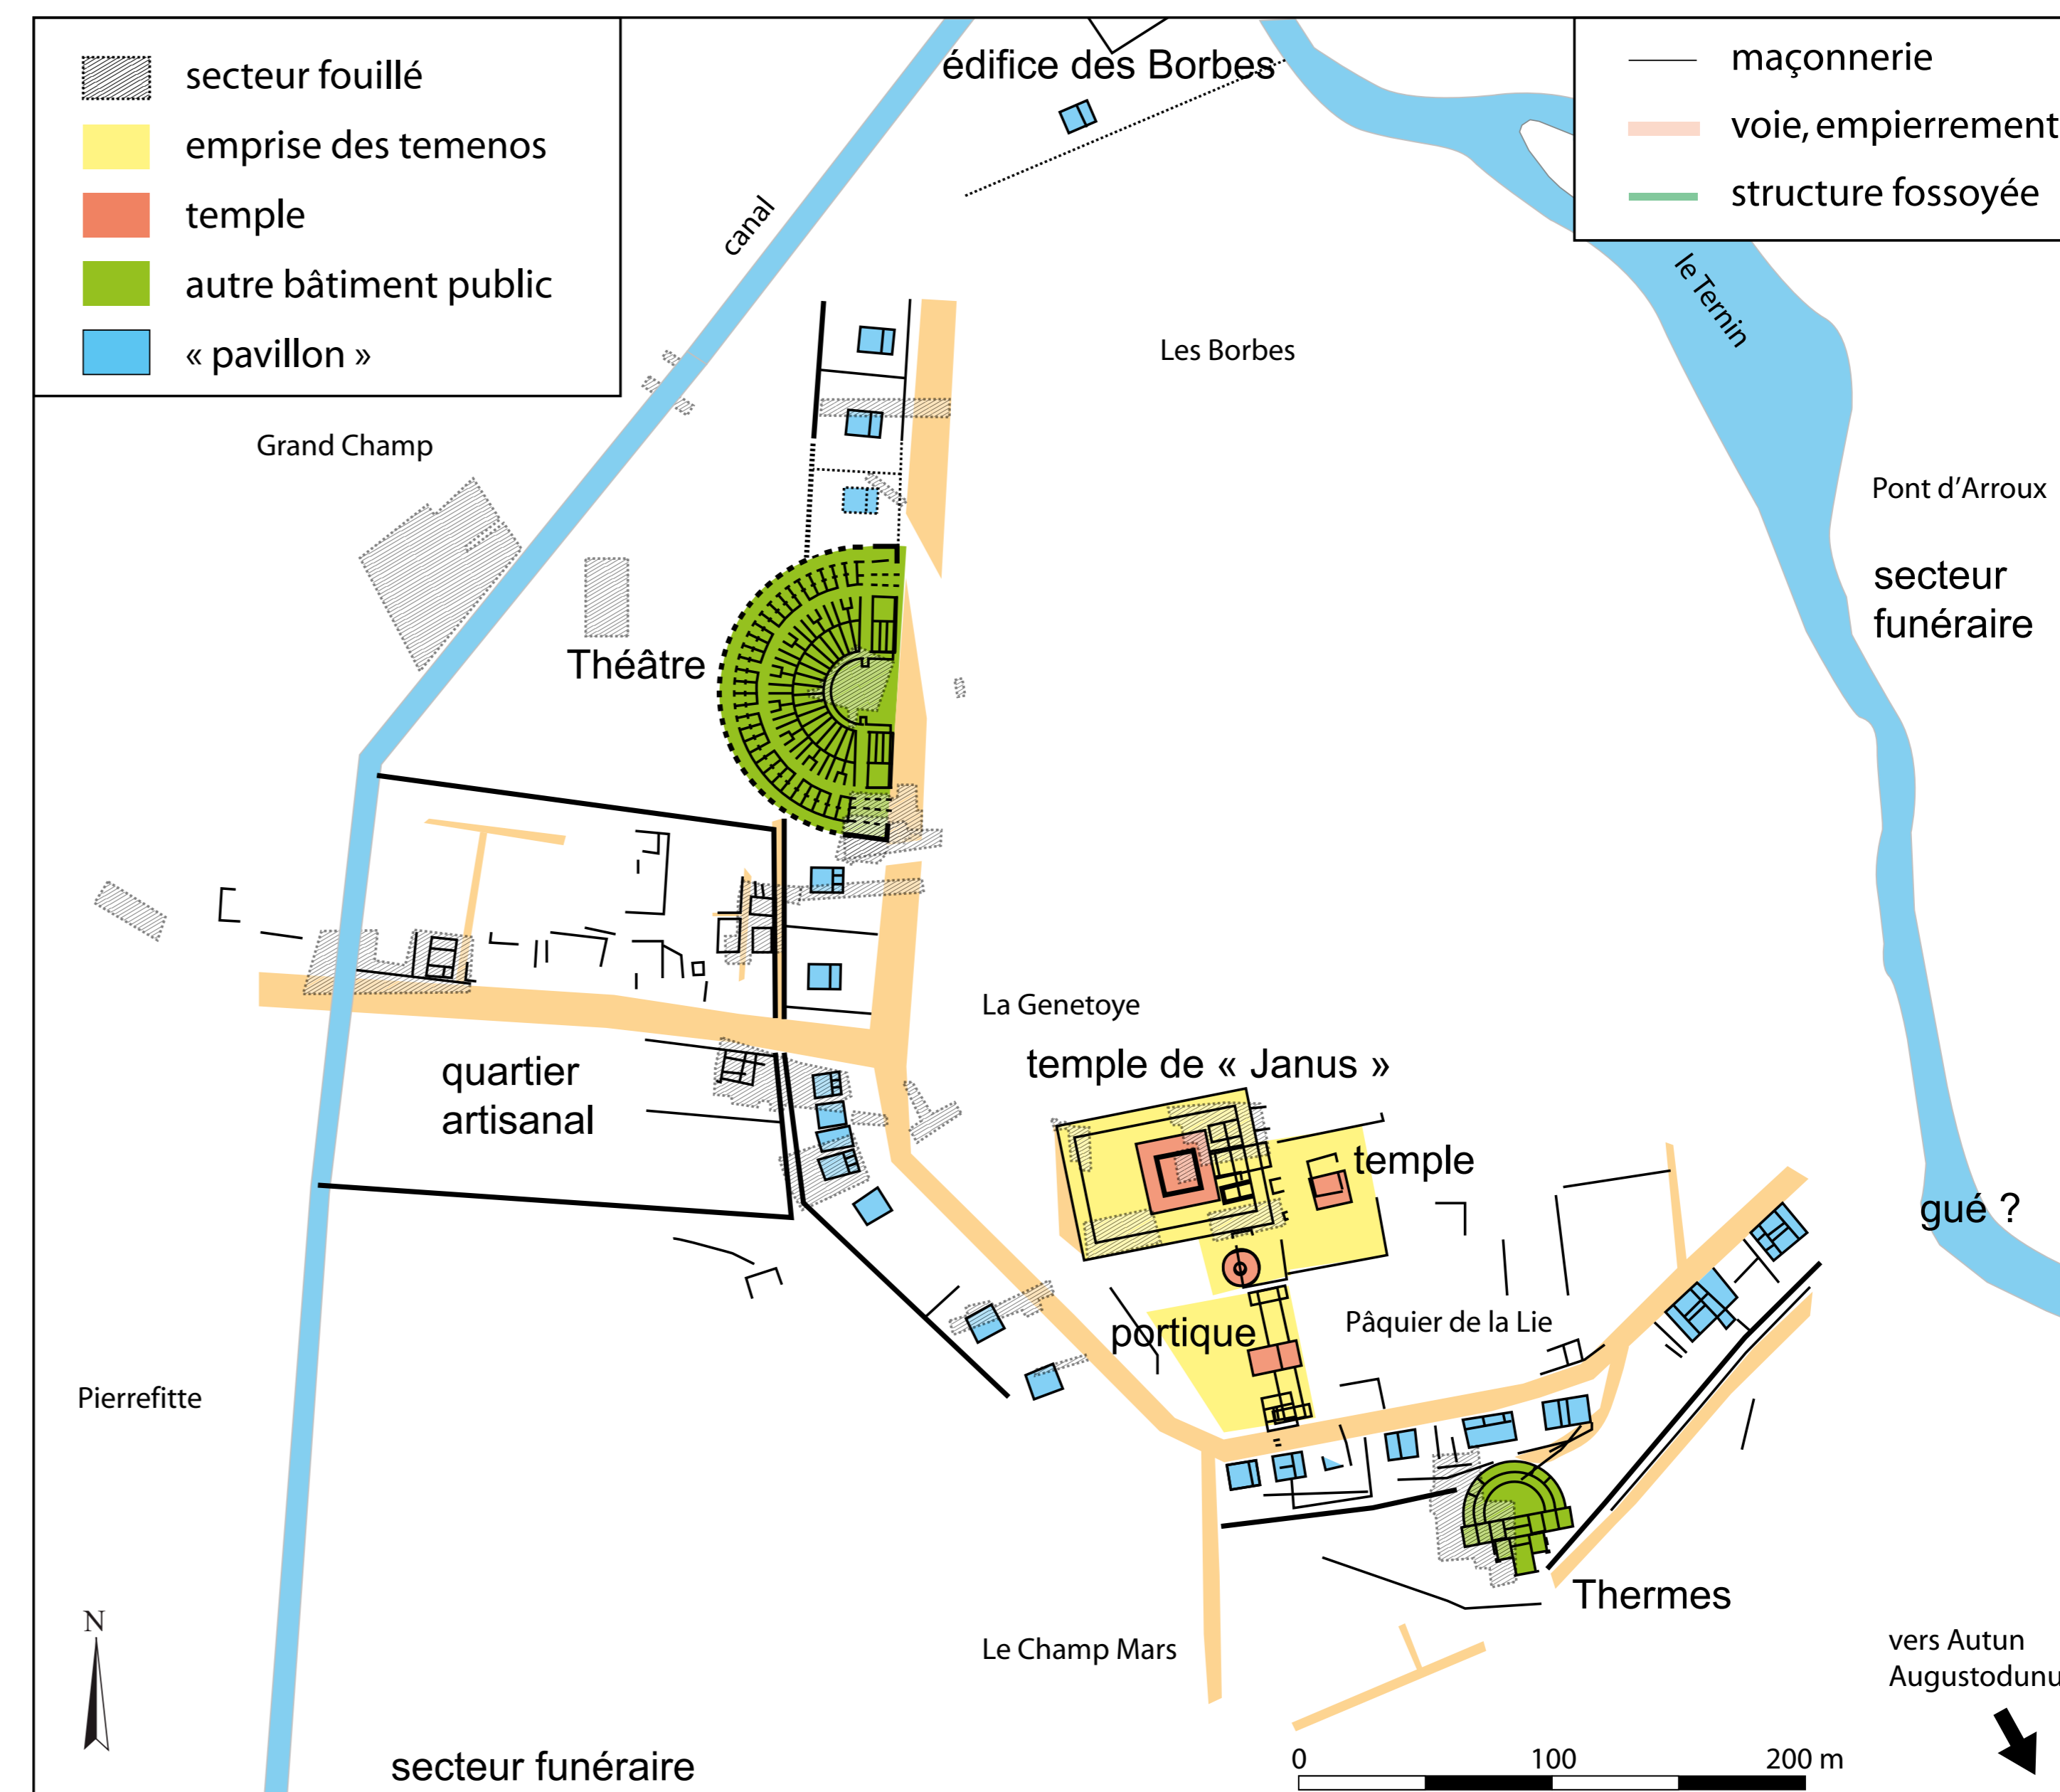 secteur fouillé
emprise des temenos
temple
autre bâtiment public
« pavillon »
maçonnerie
voie, empierrement
structure fossoyée
édifice des Borbes
canal
le Ternin
Les Borbes
Grand Champ
Pont d’Arroux
secteur
funéraire
Théâtre
La Genetoye
temple de « Janus »
quartier
artisanal
temple
gué ?
portique
Pâquier de la Lie
Pierrefitte
Thermes
Le Champ Mars
N
vers Autun
Augustodunu
secteur funéraire
0 100 200 m